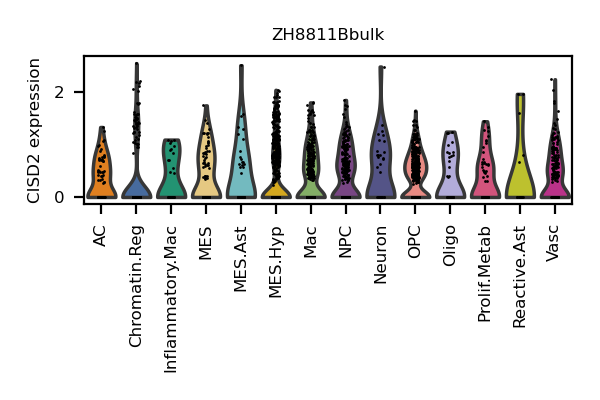 ZH8811Bbulk
CISD2 expression
2
0
AC
Chromatin.Reg
Inflammatory.Mac
MES
MES.Ast
MES.Hyp
Mac
NPC
Neuron
OPC
Oligo
Prolif.Metab
Reactive.Ast
Vasc